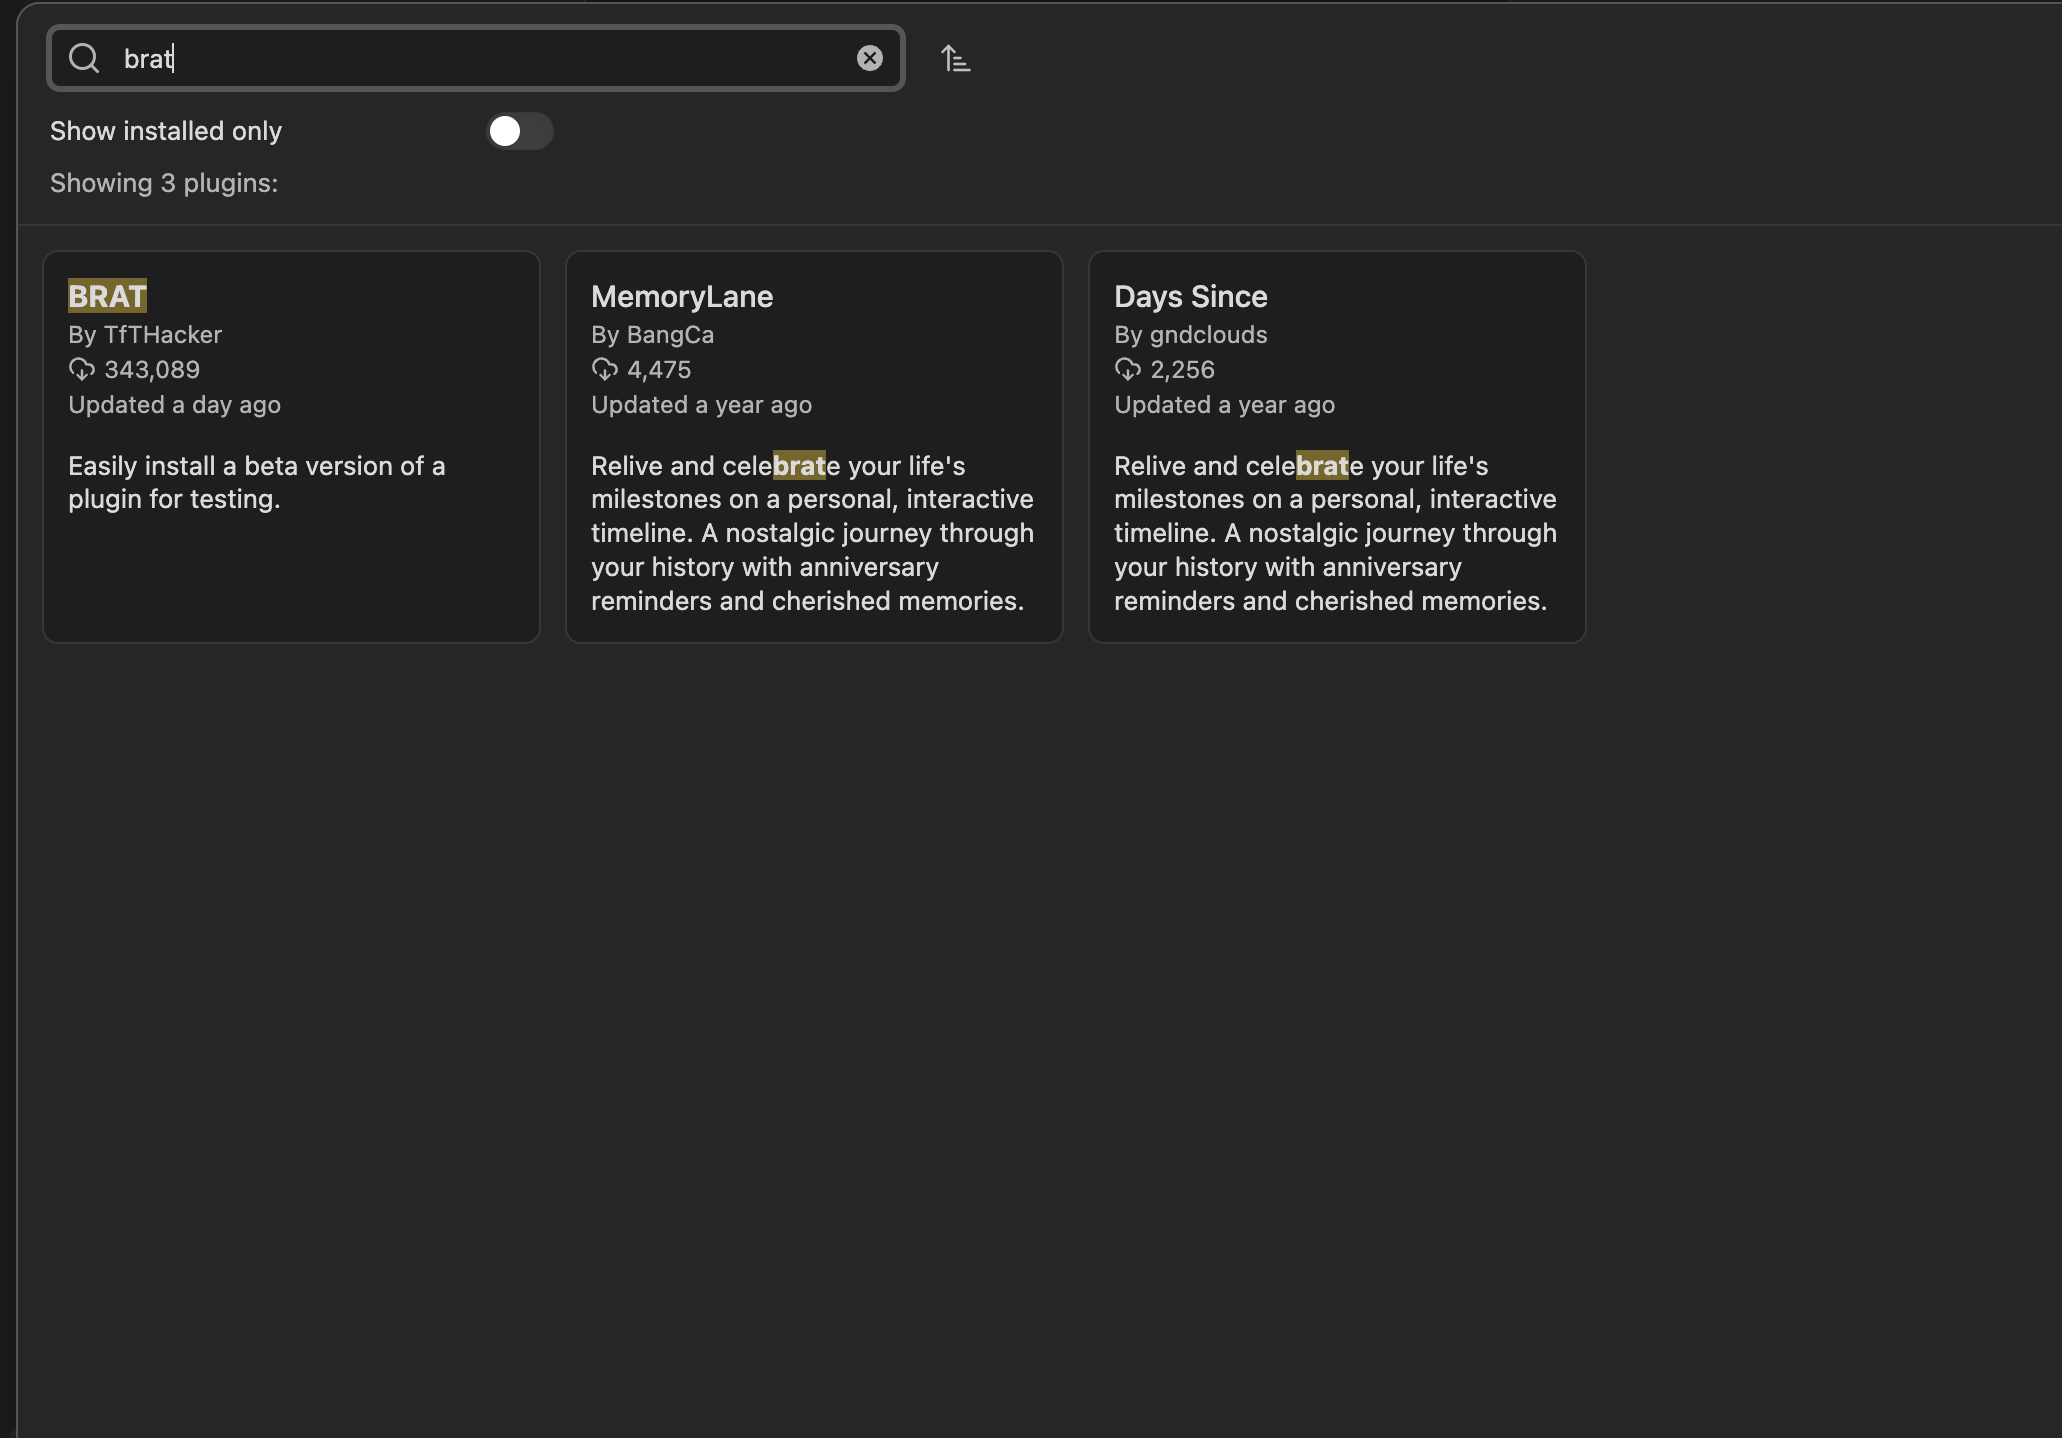 brat
Show installed only
Showing 3 plugins:
BRAT
By TfTHacker
343,089
Updated a day ago
Easily install a beta version of a
plugin for testing.
MemoryLane
By BangCa
4,475
Updated a year ago
Relive and celebrate your life's
milestones on a personal, interactive
timeline. A nostalgic journey through
your history with anniversary
reminders and cherished memories.
Days Since
By gndclouds
2,256
Updated a year ago
Relive and celebrate your life's
milestones on a personal, interactive
timeline. A nostalgic journey through
your history with anniversary
reminders and cherished memories.